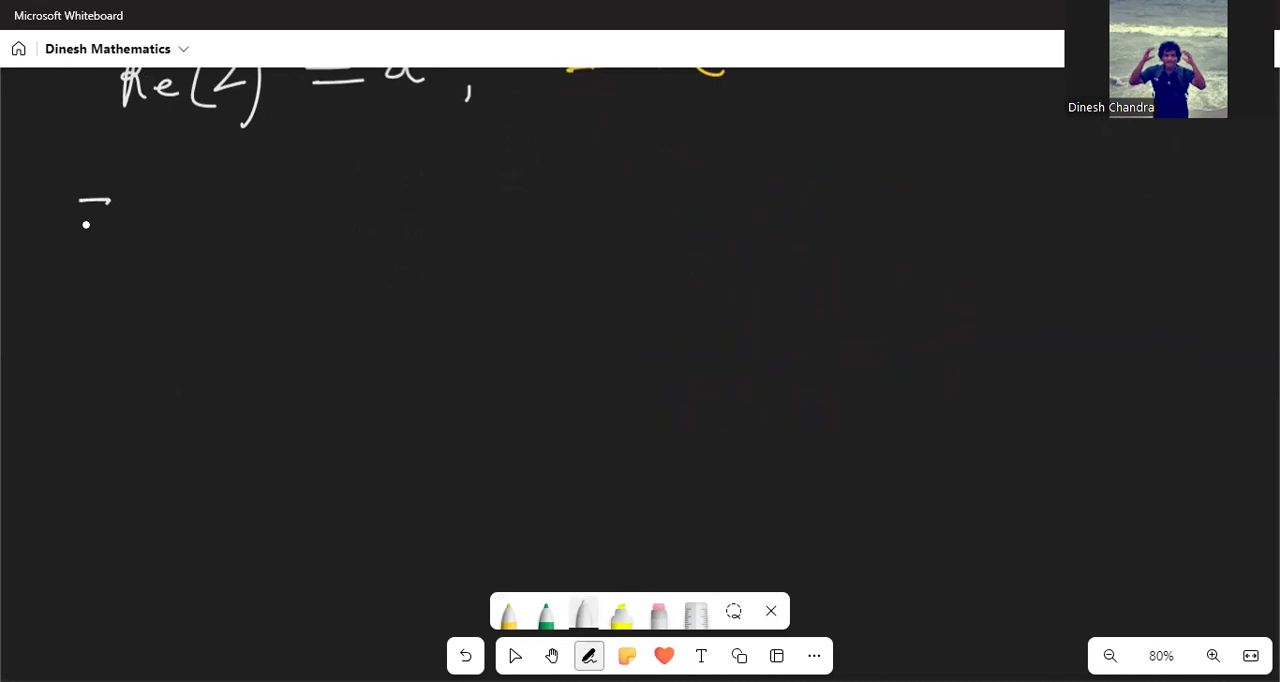 Microsoft Whiteboard
Dinesh Mathematics
Re(Z) = a ,
Dinesh Chandra
80%